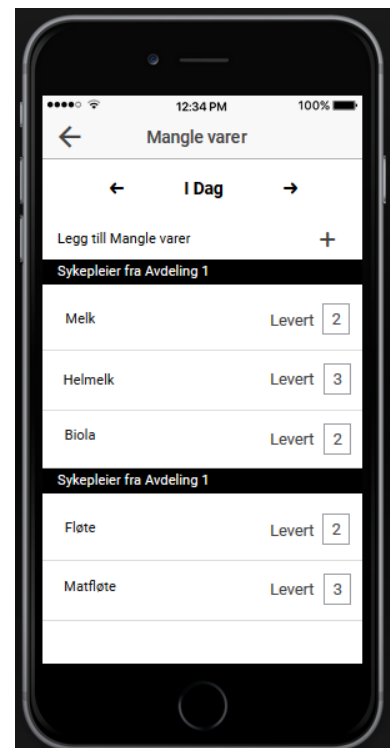 12:34 PM 100%
Mangle varer
I Dag
Legg till Mangle varer +
Sykepleier fra Avdeling 1
Melk Levert 2
Helmelk Levert 3
Biola Levert 2
Sykepleier fra Avdeling 1
Fløte Levert 2
Matfløte Levert 3